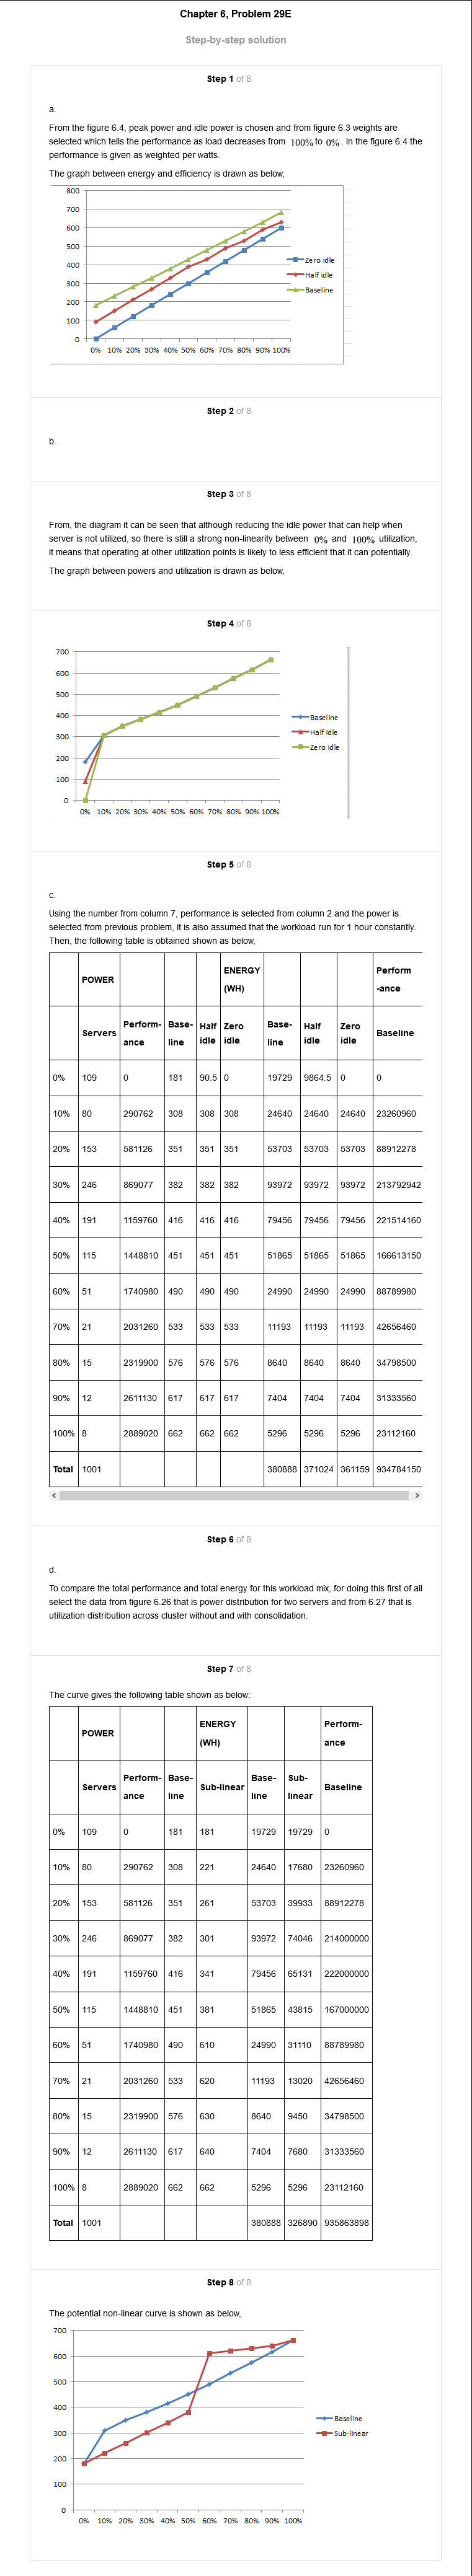 Chapter 6, Problem 29E
Step-by-step solution
Step 1 of 8
a.
From the figure 6.4, peak power and idle power is chosen and from figure 6.3 weights are
selected which tells the performance as load decreases from 100% to 0% . In the figure 6.4 the
performance is given as weighted per watts.
The graph between energy and efficiency is drawn as below,
800
700
600
500
400
300
200
100
0
0% 10% 20% 30% 40% 50% 60% 70% 80% 90% 100%
Zero idle
Half idle
Baseline
Step 2 of 8
b.
Step 3 of 8
From, the diagram it can be seen that although reducing the idle power that can help when
server is not utilized, so there is still a strong non-linearity between 0% and 100% utilization,
it means that operating at other utilization points is likely to less efficient that it can potentially.
The graph between powers and utilization is drawn as below,
Step 4 of 8
700
600
500
400
300
200
100
0
0% 10% 20% 30% 40% 50% 60% 70% 80% 90% 100%
Baseline
Half idle
Zero idle
Step 5 of 8
c.
Using the number from column 7, performance is selected from column 2 and the power is
selected from previous problem, it is also assumed that the workload run for 1 hour constantly.
Then, the following table is obtained shown as below,
POWER ENERGY (WH) Perform -ance
Servers Perform- ance Base- line Half idle Zero idle Base- line Half idle Zero idle Baseline
0% 109 0 181 90.5 0 19729 9864.5 0 0
10% 80 290762 308 308 308 24640 24640 24640 23260960
20% 153 581126 351 351 351 53703 53703 53703 88912278
30% 246 869077 382 382 382 93972 93972 93972 213792942
40% 191 1159760 416 416 416 79456 79456 79456 221514160
50% 115 1448810 451 451 451 51865 51865 51865 166613150
60% 51 1740980 490 490 490 24990 24990 24990 88789980
70% 21 2031260 533 533 533 11193 11193 11193 42656460
80% 15 2319900 576 576 576 8640 8640 8640 34798500
90% 12 2611130 617 617 617 7404 7404 7404 31333560
100% 8 2889020 662 662 662 5296 5296 5296 23112160
Total 1001 380888 371024 361159 934784150
Step 6 of 8
d.
To compare the total performance and total energy for this workload mix, for doing this first of all
select the data from figure 6.26 that is power distribution for two servers and from 6.27 that is
utilization distribution across cluster without and with consolidation.
Step 7 of 8
The curve gives the following table shown as below:
POWER ENERGY (WH) Perform- ance
Servers Perform- ance Base- line Sub-linear Base- line Sub- linear Baseline
0% 109 0 181 181 19729 19729 0
10% 80 290762 308 221 24640 17680 23260960
20% 153 581126 351 261 53703 39933 88912278
30% 246 869077 382 301 93972 74046 214000000
40% 191 1159760 416 341 79456 65131 222000000
50% 115 1448810 451 381 51865 43815 167000000
60% 51 1740980 490 610 24990 31110 88789980
70% 21 2031260 533 620 11193 13020 42656460
80% 15 2319900 576 630 8640 9450 34798500
90% 12 2611130 617 640 7404 7680 31333560
100% 8 2889020 662 662 5296 5296 23112160
Total 1001 380888 326890 935863898
Step 8 of 8
The potential non-linear curve is shown as below,
700
600
500
400
300
200
100
0
0% 10% 20% 30% 40% 50% 60% 70% 80% 90% 100%
Baseline
Sub-linear